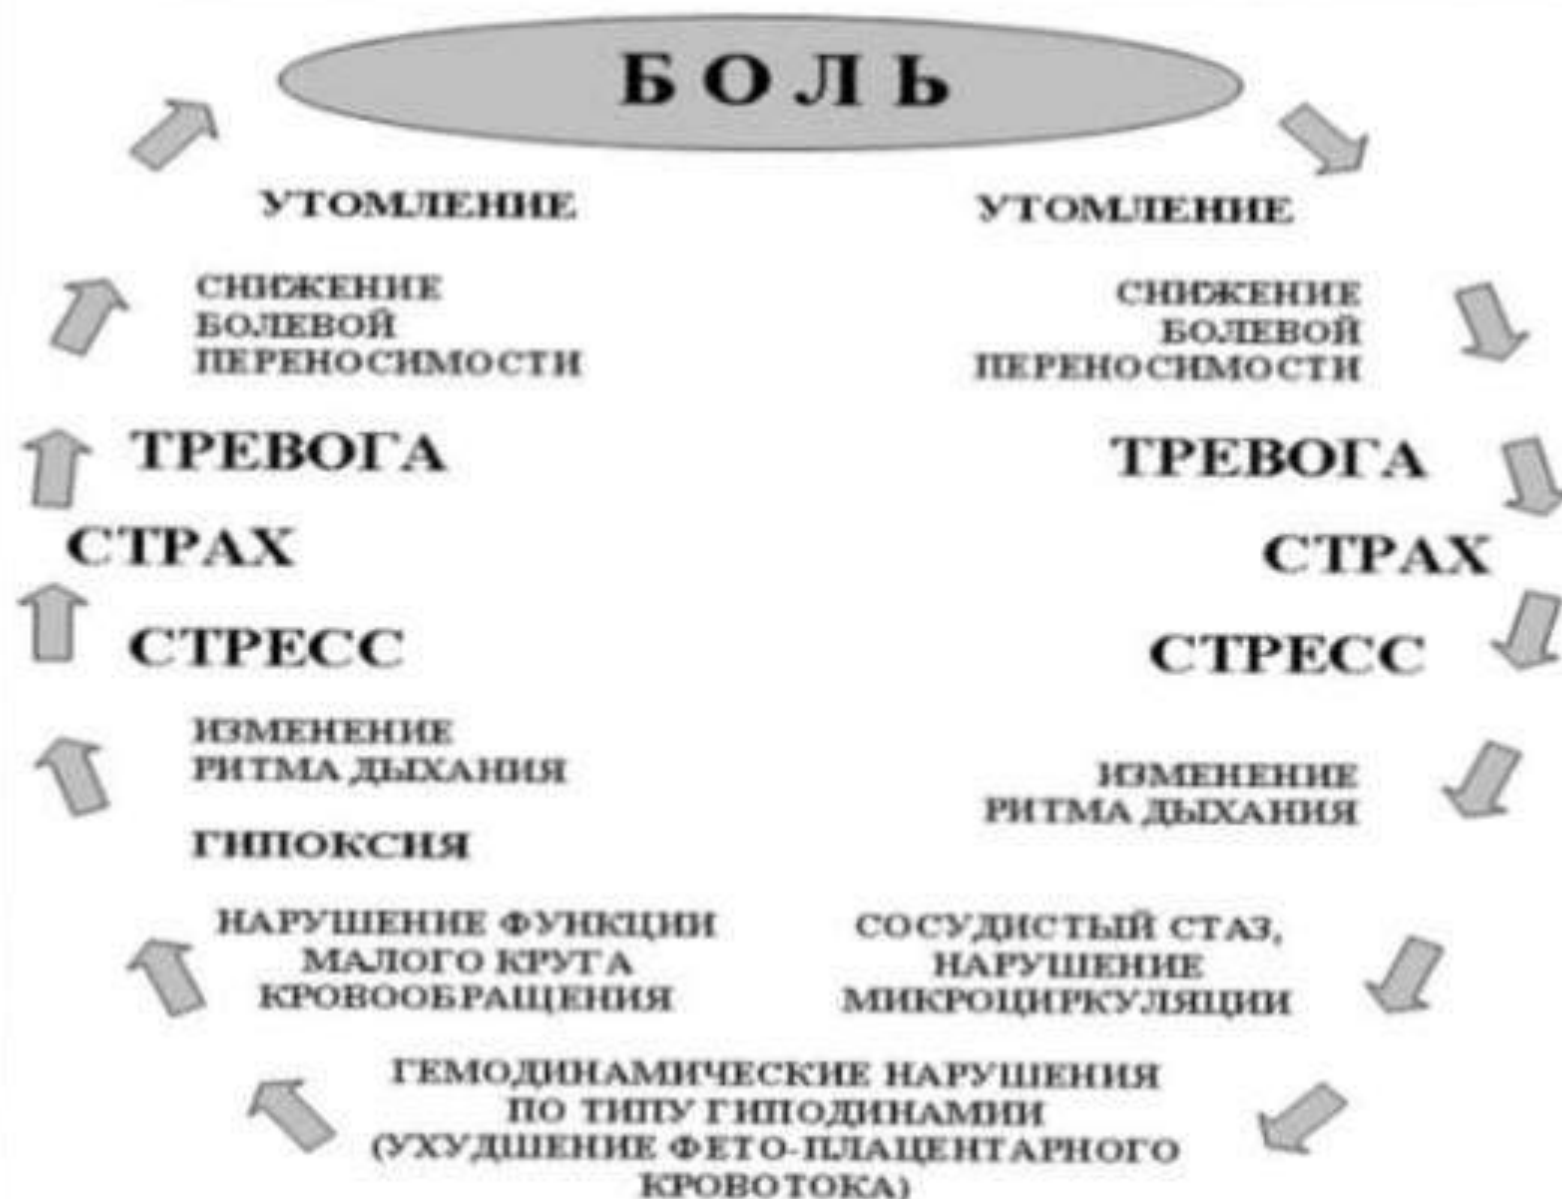 БОЛЬ
УТОМЛЕНИЕ
СНИЖЕНИЕ
БОЛЕВОЙ
ПЕРЕНОСИМОСТИ
ТРЕВОГА
СТРАХ
СТРЕСС
ИЗМЕНЕНИЕ
РИТМА ДЫХАНИЯ
ГИПОКСИЯ
НАРУШЕНИЕ ФУНКЦИИ
МАЛОГО КРУГА
КРОВООБРАЩЕНИЯ
УТОМЛЕНИЕ
СНИЖЕНИЕ
БОЛЕВОЙ
ПЕРЕНОСИМОСТИ
ТРЕВОГА
СТРАХ
СТРЕСС
ИЗМЕНЕНИЕ
РИТМА ДЫХАНИЯ
СОСУДИСТЫЙ СТАЗ,
НАРУШЕНИЕ
МИКРОЦИРКУЛЯЦИИ
ГЕМОДИНАМИЧЕСКИЕ НАРУШЕНИЯ
ПО ТИПУ ГИПОДИНАМИИ
(УХУДШЕНИЕ ФЕТО-ПЛАЦЕНТАРНОГО
КРОВОТОКА)